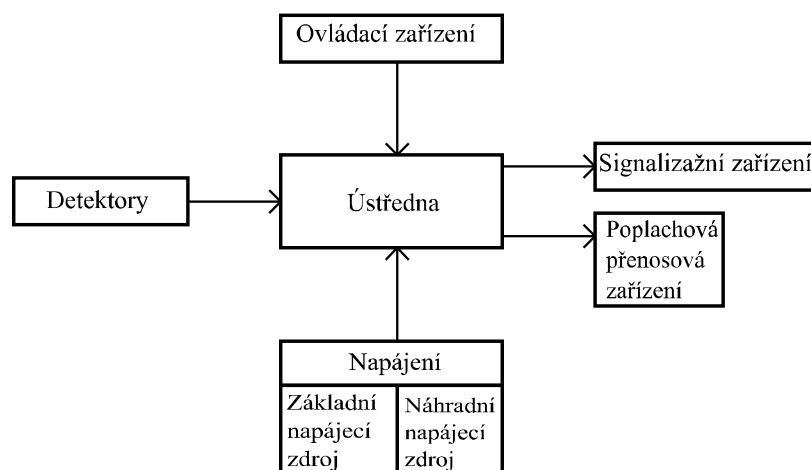 Ovládací zařízení
Detektory
Ústředna
Signalizažní zařízení
Poplachová
přenosová
zařízení
Napájení
Základní
napájecí
zdroj
Náhradní
napájecí
zdroj